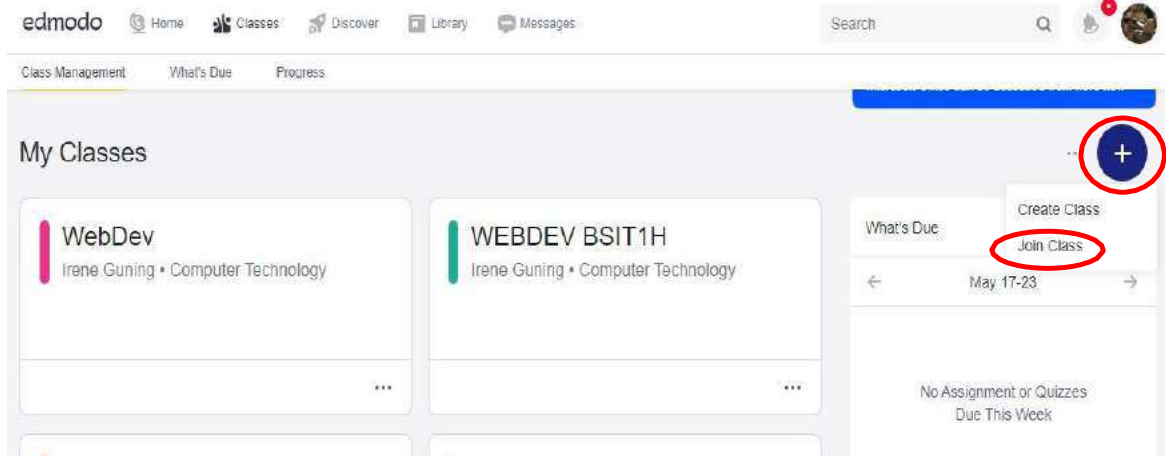 edmodo Home Classes Discover Library Messages Search
Class Management What's Due Progress
My Classes
+
Create Class
Join Class
WebDev
Irene Guning • Computer Technology
WEBDEV BSIT1H
Irene Guning • Computer Technology
What's Due
← May 17-23 →
No Assignment or Quizzes
Due This Week